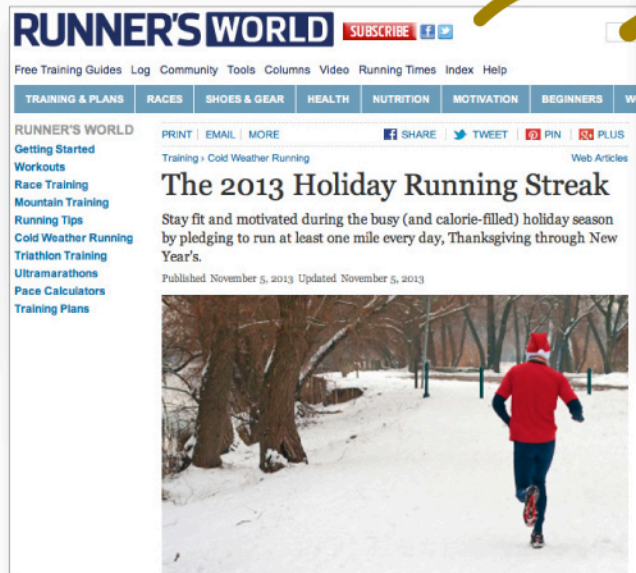 RUNNER'S WORLD SUBSCRIBE
Free Training Guides Log Community Tools Columns Video Running Times Index Help
TRAINING & PLANS RACES SHOES & GEAR HEALTH NUTRITION MOTIVATION BEGINNERS
RUNNER'S WORLD
Getting Started
Workouts
Race Training
Mountain Training
Running Tips
Cold Weather Running
Triathlon Training
Ultramarathons
Pace Calculators
Training Plans
PRINT EMAIL MORE SHARE TWEET PIN PLUS
Training › Cold Weather Running Web Articles
The 2013 Holiday Running Streak
Stay fit and motivated during the busy (and calorie-filled) holiday season
by pledging to run at least one mile every day, Thanksgiving through New
Year's.
Published November 5, 2013 Updated November 5, 2013